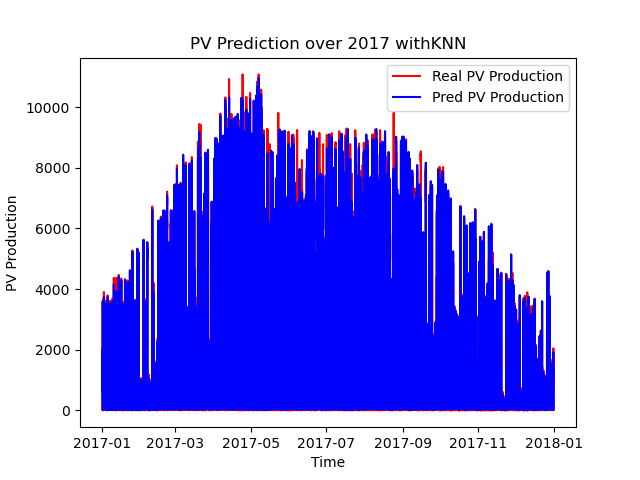 PV Prediction over 2017 withKNN
Real PV Production
Pred PV Production
PV Production
10000
8000
6000
4000
2000
0
2017-01 2017-03 2017-05 2017-07 2017-09 2017-11 2018-01
Time